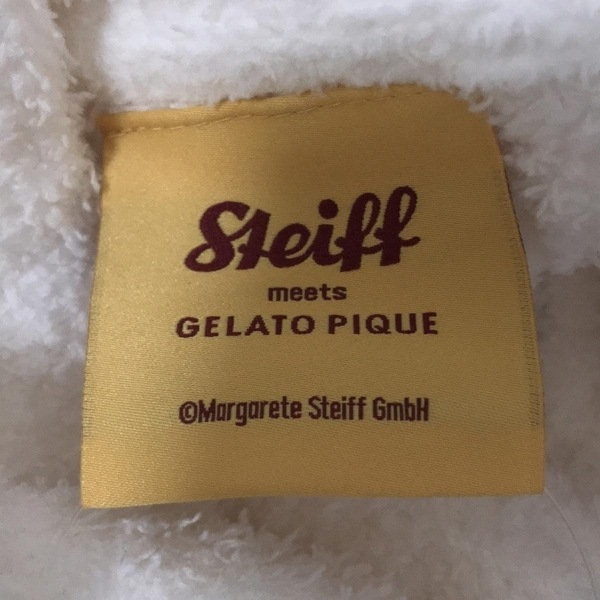 Steiff
meets
GELATO PIQUE
©Margarete Steiff GmbH